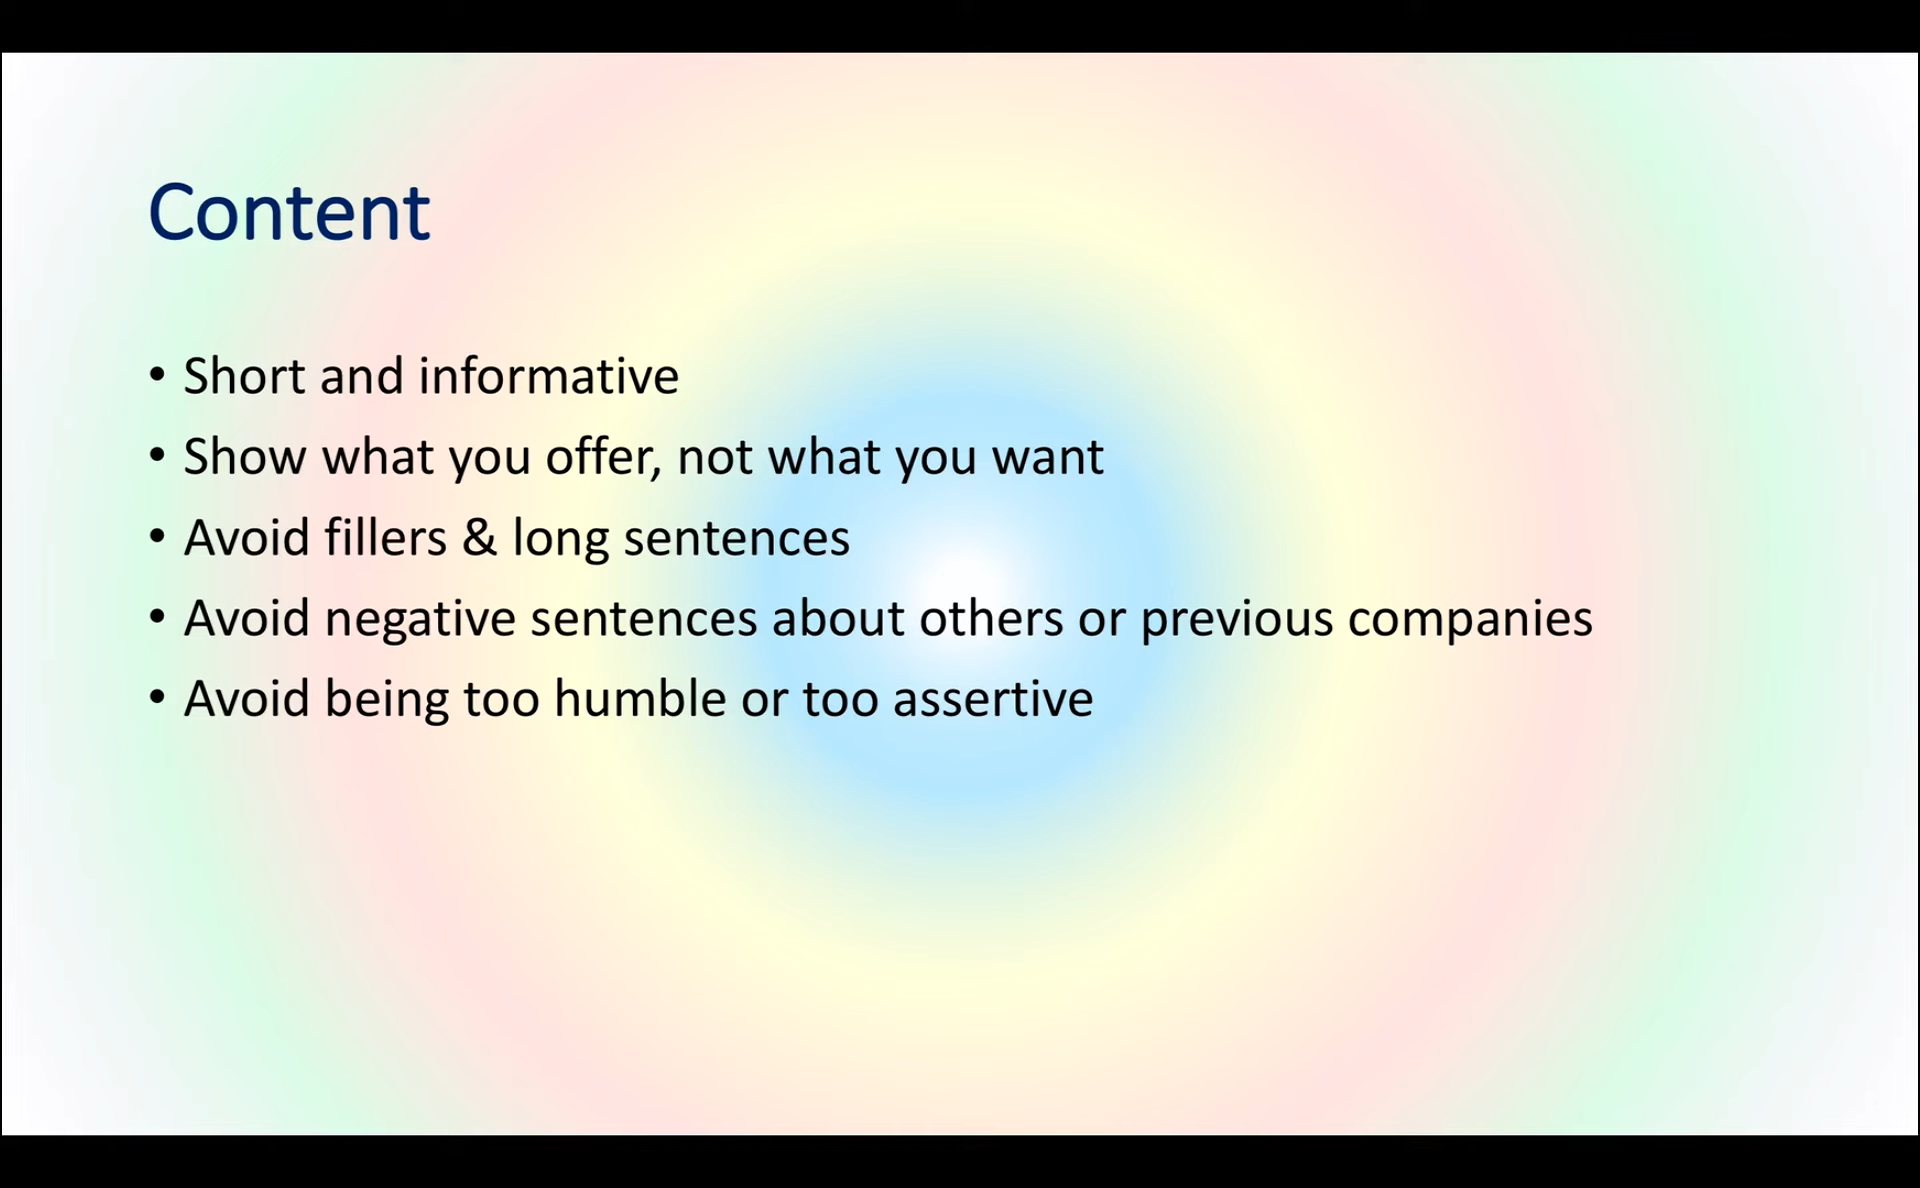 Content
• Short and informative
• Show what you offer, not what you want
• Avoid fillers & long sentences
• Avoid negative sentences about others or previous companies
• Avoid being too humble or too assertive